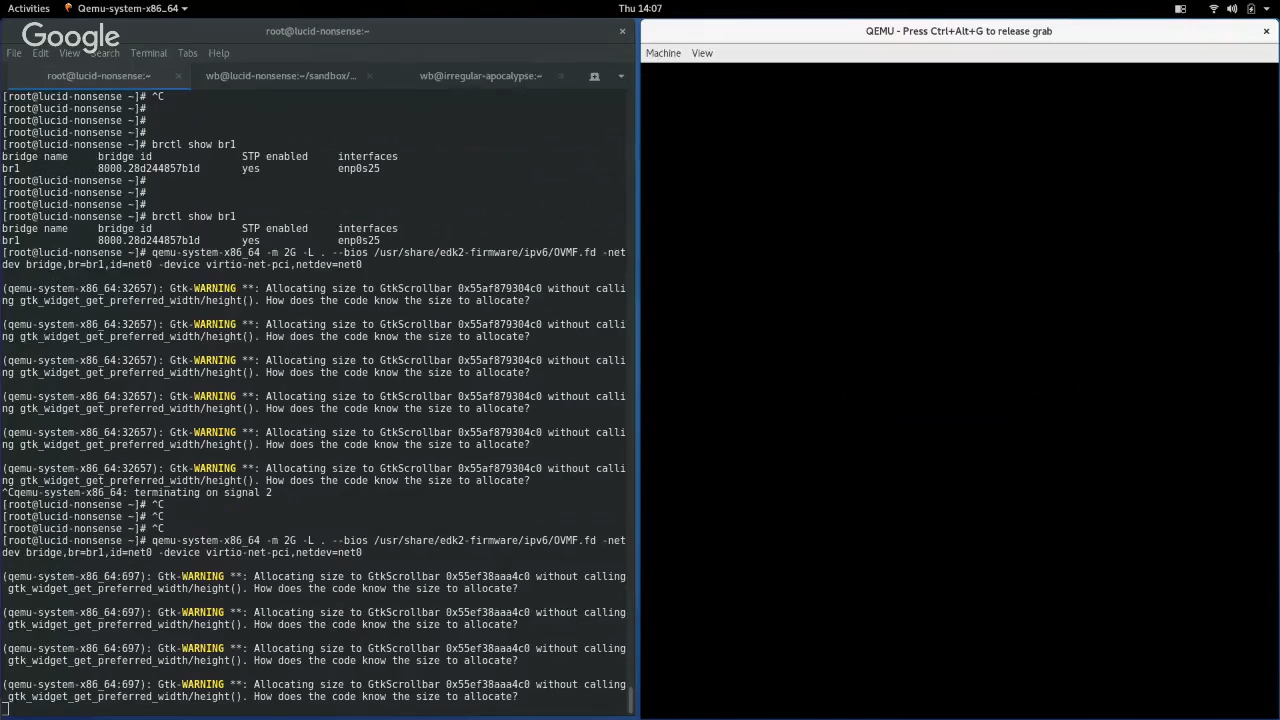 Activities Qemu-system-x86_64 Thu 14:07
Google
root@lucid-nonsense:~
File Edit View Search Terminal Tabs Help
root@lucid-nonsense:~ wb@lucid-nonsense:~/sandbox/... wb@irregular-apocalypse:~
[root@lucid-nonsense ~]# ^C
[root@lucid-nonsense ~]#
[root@lucid-nonsense ~]#
[root@lucid-nonsense ~]#
[root@lucid-nonsense ~]# brctl show br1
bridge name bridge id STP enabled interfaces
br1 8000.28d244857b1d yes enp0s25
[root@lucid-nonsense ~]#
[root@lucid-nonsense ~]#
[root@lucid-nonsense ~]#
[root@lucid-nonsense ~]# brctl show br1
bridge name bridge id STP enabled interfaces
br1 8000.28d244857b1d yes enp0s25
[root@lucid-nonsense ~]# qemu-system-x86_64 -m 2G -L . --bios /usr/share/edk2-firmware/ipv6/OVMF.fd -net
dev bridge,br=br1,id=net0 -device virtio-net-pci,netdev=net0
(qemu-system-x86_64:32657): Gtk-WARNING **: Allocating size to GtkScrollbar 0x55af879304c0 without calli
ng gtk_widget_get_preferred_width/height(). How does the code know the size to allocate?
(qemu-system-x86_64:32657): Gtk-WARNING **: Allocating size to GtkScrollbar 0x55af879304c0 without calli
ng gtk_widget_get_preferred_width/height(). How does the code know the size to allocate?
(qemu-system-x86_64:32657): Gtk-WARNING **: Allocating size to GtkScrollbar 0x55af879304c0 without calli
ng gtk_widget_get_preferred_width/height(). How does the code know the size to allocate?
(qemu-system-x86_64:32657): Gtk-WARNING **: Allocating size to GtkScrollbar 0x55af879304c0 without calli
ng gtk_widget_get_preferred_width/height(). How does the code know the size to allocate?
(qemu-system-x86_64:32657): Gtk-WARNING **: Allocating size to GtkScrollbar 0x55af879304c0 without calli
ng gtk_widget_get_preferred_width/height(). How does the code know the size to allocate?
(qemu-system-x86_64:32657): Gtk-WARNING **: Allocating size to GtkScrollbar 0x55af879304c0 without calli
ng gtk_widget_get_preferred_width/height(). How does the code know the size to allocate?
^Cqemu-system-x86_64: terminating on signal 2
[root@lucid-nonsense ~]# ^C
[root@lucid-nonsense ~]# ^C
[root@lucid-nonsense ~]# ^C
[root@lucid-nonsense ~]# qemu-system-x86_64 -m 2G -L . --bios /usr/share/edk2-firmware/ipv6/OVMF.fd -net
dev bridge,br=br1,id=net0 -device virtio-net-pci,netdev=net0
(qemu-system-x86_64:697): Gtk-WARNING **: Allocating size to GtkScrollbar 0x55ef38aaa4c0 without calling
gtk_widget_get_preferred_width/height(). How does the code know the size to allocate?
(qemu-system-x86_64:697): Gtk-WARNING **: Allocating size to GtkScrollbar 0x55ef38aaa4c0 without calling
gtk_widget_get_preferred_width/height(). How does the code know the size to allocate?
(qemu-system-x86_64:697): Gtk-WARNING **: Allocating size to GtkScrollbar 0x55ef38aaa4c0 without calling
gtk_widget_get_preferred_width/height(). How does the code know the size to allocate?
(qemu-system-x86_64:697): Gtk-WARNING **: Allocating size to GtkScrollbar 0x55ef38aaa4c0 without calling
gtk_widget_get_preferred_width/height(). How does the code know the size to allocate?
QEMU - Press Ctrl+Alt+G to release grab
Machine View